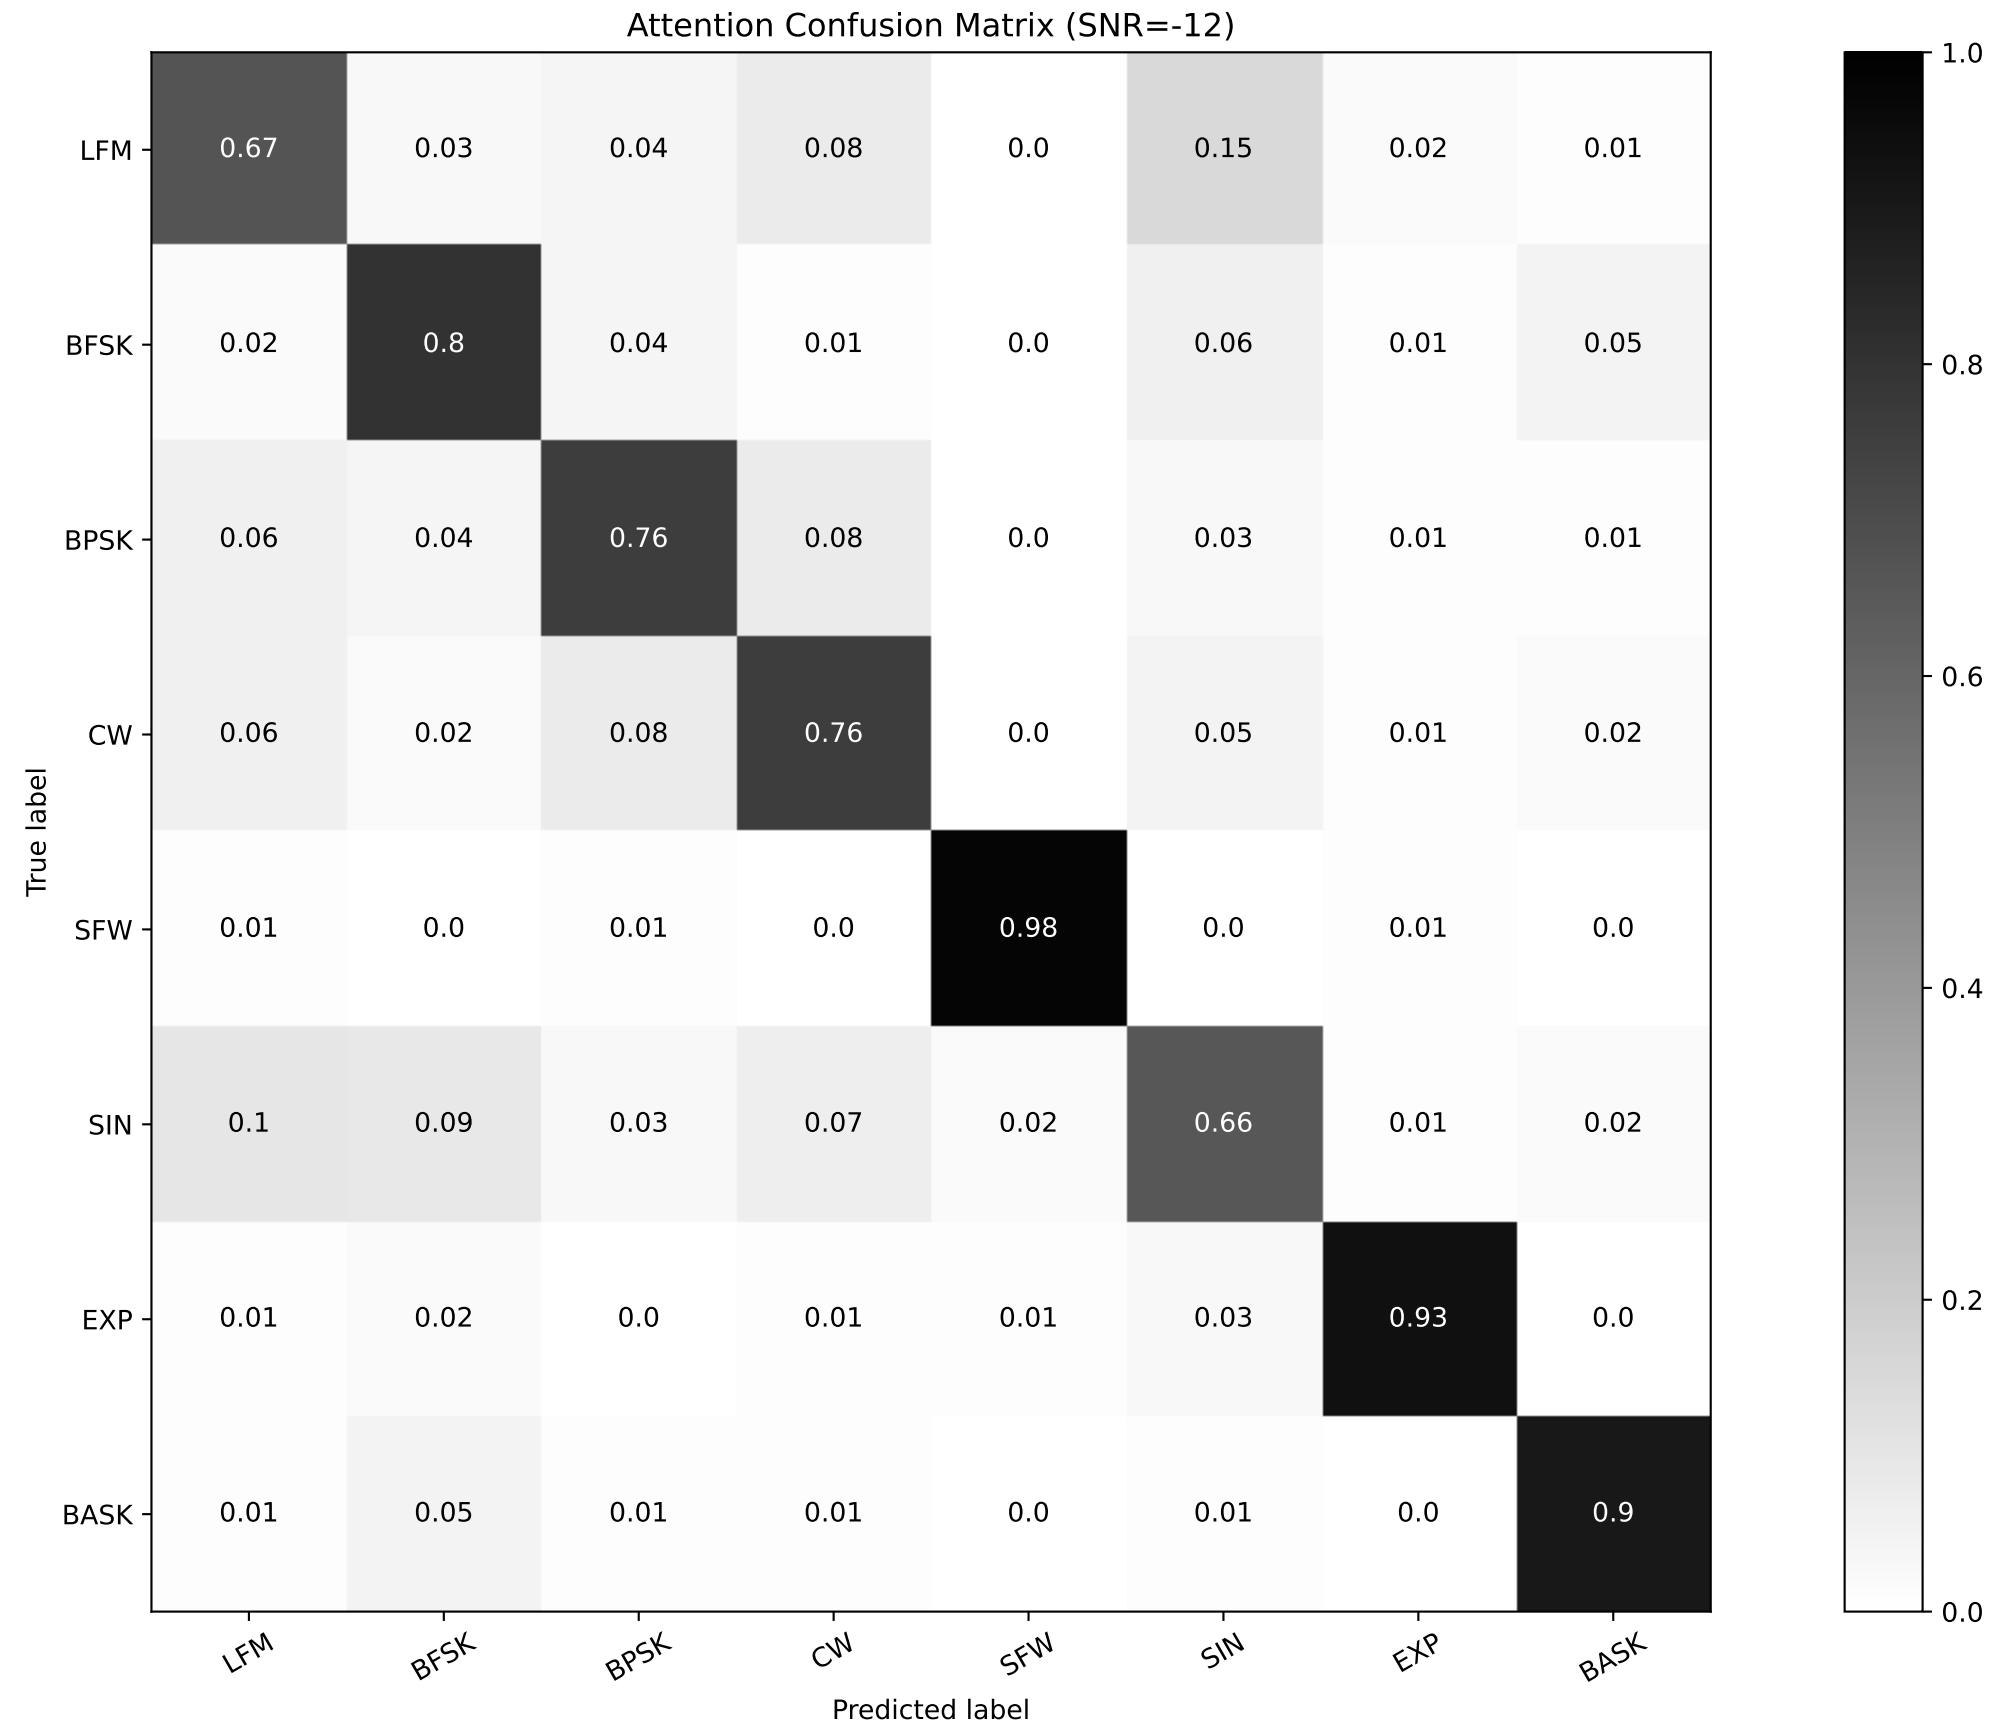 Attention Confusion Matrix (SNR=-12)
True label
LFM 0.67 0.03 0.04 0.08 0.0 0.15 0.02 0.01
BFSK 0.02 0.8 0.04 0.01 0.0 0.06 0.01 0.05
BPSK 0.06 0.04 0.76 0.08 0.0 0.03 0.01 0.01
CW 0.06 0.02 0.08 0.76 0.0 0.05 0.01 0.02
SFW 0.01 0.0 0.01 0.0 0.98 0.0 0.01 0.0
SIN 0.1 0.09 0.03 0.07 0.02 0.66 0.01 0.02
EXP 0.01 0.02 0.0 0.01 0.01 0.03 0.93 0.0
BASK 0.01 0.05 0.01 0.01 0.0 0.01 0.0 0.9
LFM BFSK BPSK CW SFW SIN EXP BASK
Predicted label
1.0
0.8
0.6
0.4
0.2
0.0